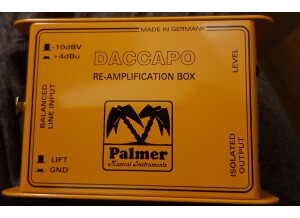 MADE IN GERMANY
-10dBV
+4dBu
DACCAPO
RE-AMPLIFICATION BOX
LEVEL
BALANCED
LINE INPUT
Palmer
Musical Instruments
ISOLATED
OUTPUT
LIFT
GND